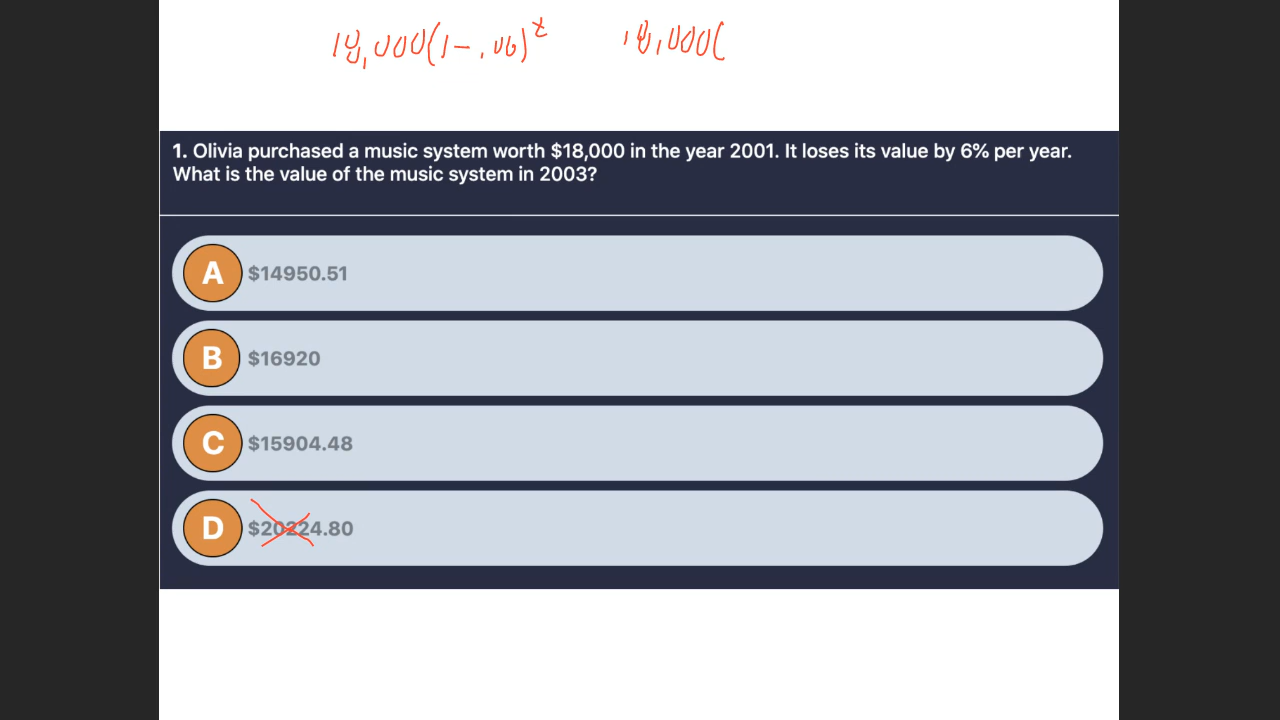 18,000(1-.06)^t 18,000(
1. Olivia purchased a music system worth $18,000 in the year 2001. It loses its value by 6% per year.
What is the value of the music system in 2003?
A $14950.51
B $16920
C $15904.48
D $20224.80